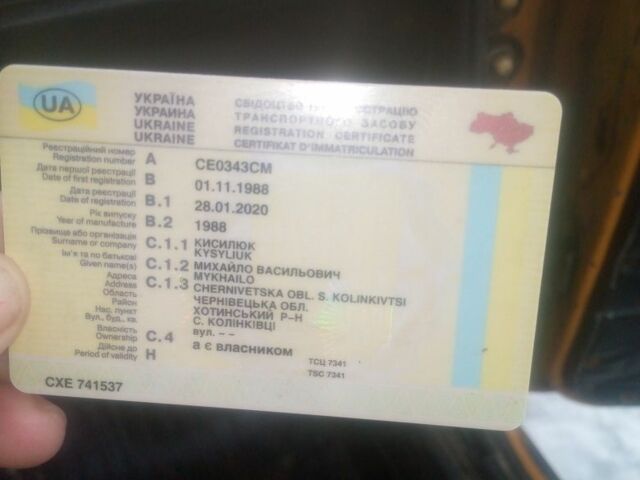 UA
УКРАЇНА
УКРАИНА
UKRAINE
UKRAINE
СВІДОЦТВО ПРО РЕЄСТРАЦІЮ
ТРАНСПОРТНОГО ЗАСОБУ
REGISTRATION CERTIFICATE
CERTIFIKAT D'IMMATRICULATION
Реєстраційний номер
Registration number A CE0343CM
Дата першої реєстрації
Date of first registration B 01.11.1988
Дата реєстрації
Date of registration B.1 28.01.2020
Рік випуску
Year of manufacture B.2 1988
Прізвище або організація
Surname or company C.1.1 КИСИЛЮК
KYSYLIUK
Ім'я та по батькові
Given name(s) C.1.2 МИХАЙЛО ВАСИЛЬОВИЧ
MYKHAILO
Адреса
Address C.1.3 CHERNIVETSKA OBL. S. KOLINKIVTSI
Область ЧЕРНІВЕЦЬКА ОБЛ.
Район ХОТИНСЬКИЙ Р-Н
Нас. пункт С. КОЛІНКІВЦІ
Вул., буд., кв. вул. - -
Власність
Ownership C.4 а є власником
Дійсне до
Period of validity H
ТСЦ 7341
TSC 7341
CXE 741537